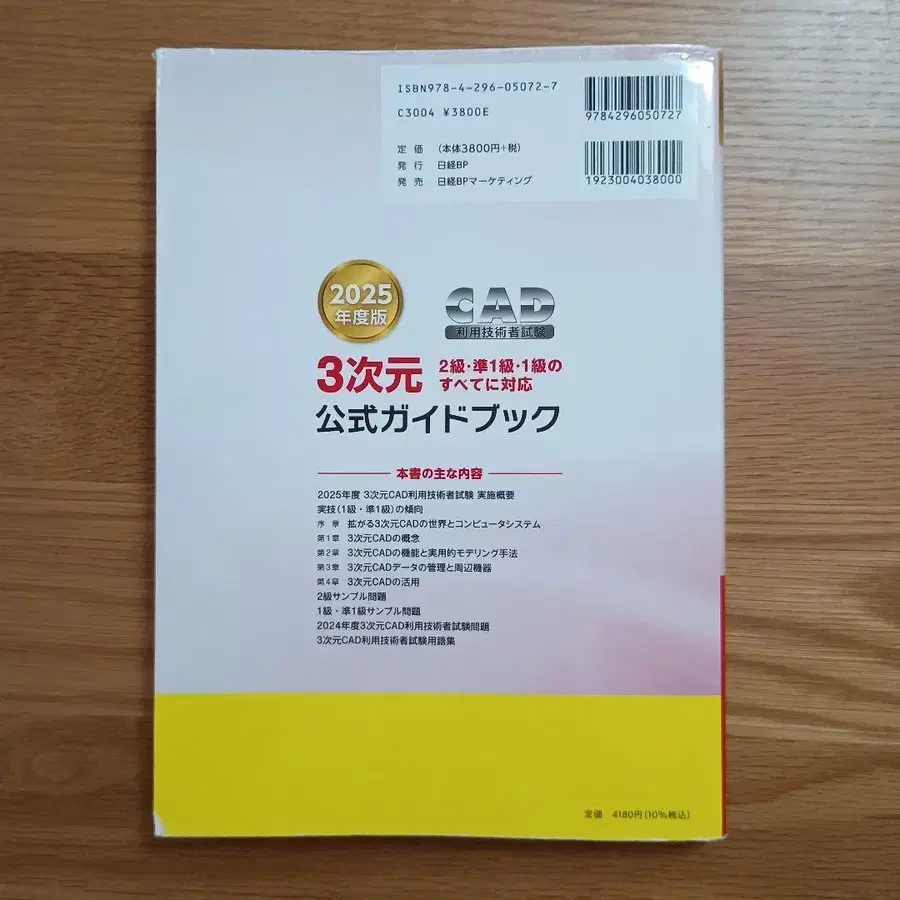 ISBN978-4-296-05072-7
C3004 ¥3800E
9784296050727
定価 (本体3800円+税)
発行 日経BP
発売 日経BPマーケティング
1923004038000
2025
年度版
CAD
利用技術者試験
3次元
2級・準1級・1級の
すべてに対応
公式ガイドブック
本書の主な内容
2025年度 3次元CAD利用技術者試験 実施概要
実技(1級・準1級)の傾向
序章 拡がる3次元CADの世界とコンピュータシステム
第1章 3次元CADの概念
第2章 3次元CADの機能と実用的モデリング手法
第3章 3次元CADデータの管理と周辺機器
第4章 3次元CADの活用
2級サンプル問題
1級・準1級サンプル問題
2024年度3次元CAD利用技術者試験問題
3次元CAD利用技術者試験用語集
定価 4180円(10%税込)